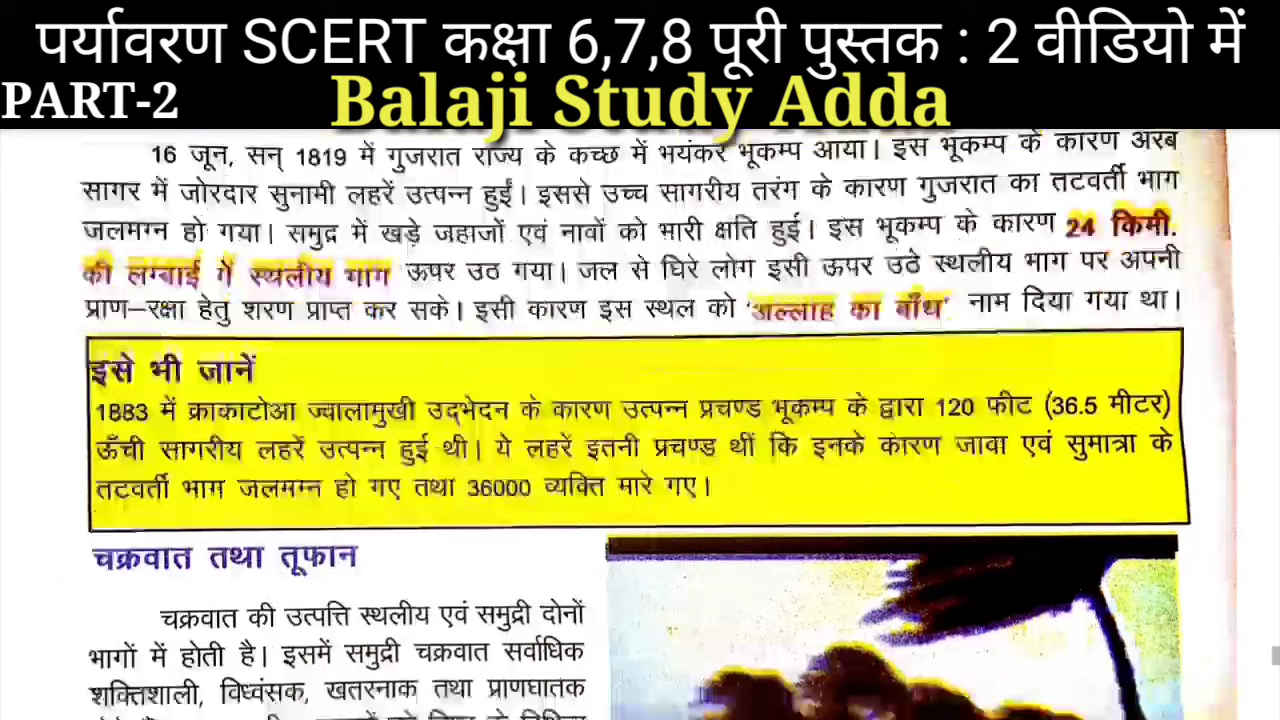 पर्यावरण SCERT कक्षा 6,7,8 पूरी पुस्तक : 2 वीडियो में
PART-2
Balaji Study Adda
16 जून, सन् 1819 में गुजरात राज्य के कच्छ में भयंकर भूकम्प आया। इस भूकम्प के कारण अरब
सागर में जोरदार सुनामी लहरें उत्पन्न हुईं। इससे उच्च सागरीय तरंग के कारण गुजरात का तटवर्ती भाग
जलमग्न हो गया। समुद्र में खड़े जहाजों एवं नावों को भारी क्षति हुई। इस भूकम्प के कारण 24 किमी.
की लम्बाई में स्थलीय भाग ऊपर उठ गया। जल से घिरे लोग इसी ऊपर उठे स्थलीय भाग पर अपनी
प्राण–रक्षा हेतु शरण प्राप्त कर सके। इसी कारण इस स्थल को 'अल्लाह का बाँध' नाम दिया गया था।
इसे भी जानें
1883 में क्राकाटोआ ज्वालामुखी उद्भेदन के कारण उत्पन्न प्रचण्ड भूकम्प के द्वारा 120 फीट (36.5 मीटर)
ऊँची सागरीय लहरें उत्पन्न हुई थी। ये लहरें इतनी प्रचण्ड थीं कि इनके कारण जावा एवं सुमात्रा के
तटवर्ती भाग जलमग्न हो गए तथा 36000 व्यक्ति मारे गए।
चक्रवात तथा तूफान
चक्रवात की उत्पत्ति स्थलीय एवं समुद्री दोनों
भागों में होती है। इसमें समुद्री चक्रवात सर्वाधिक
शक्तिशाली, विध्वंसक, खतरनाक तथा प्राणघातक